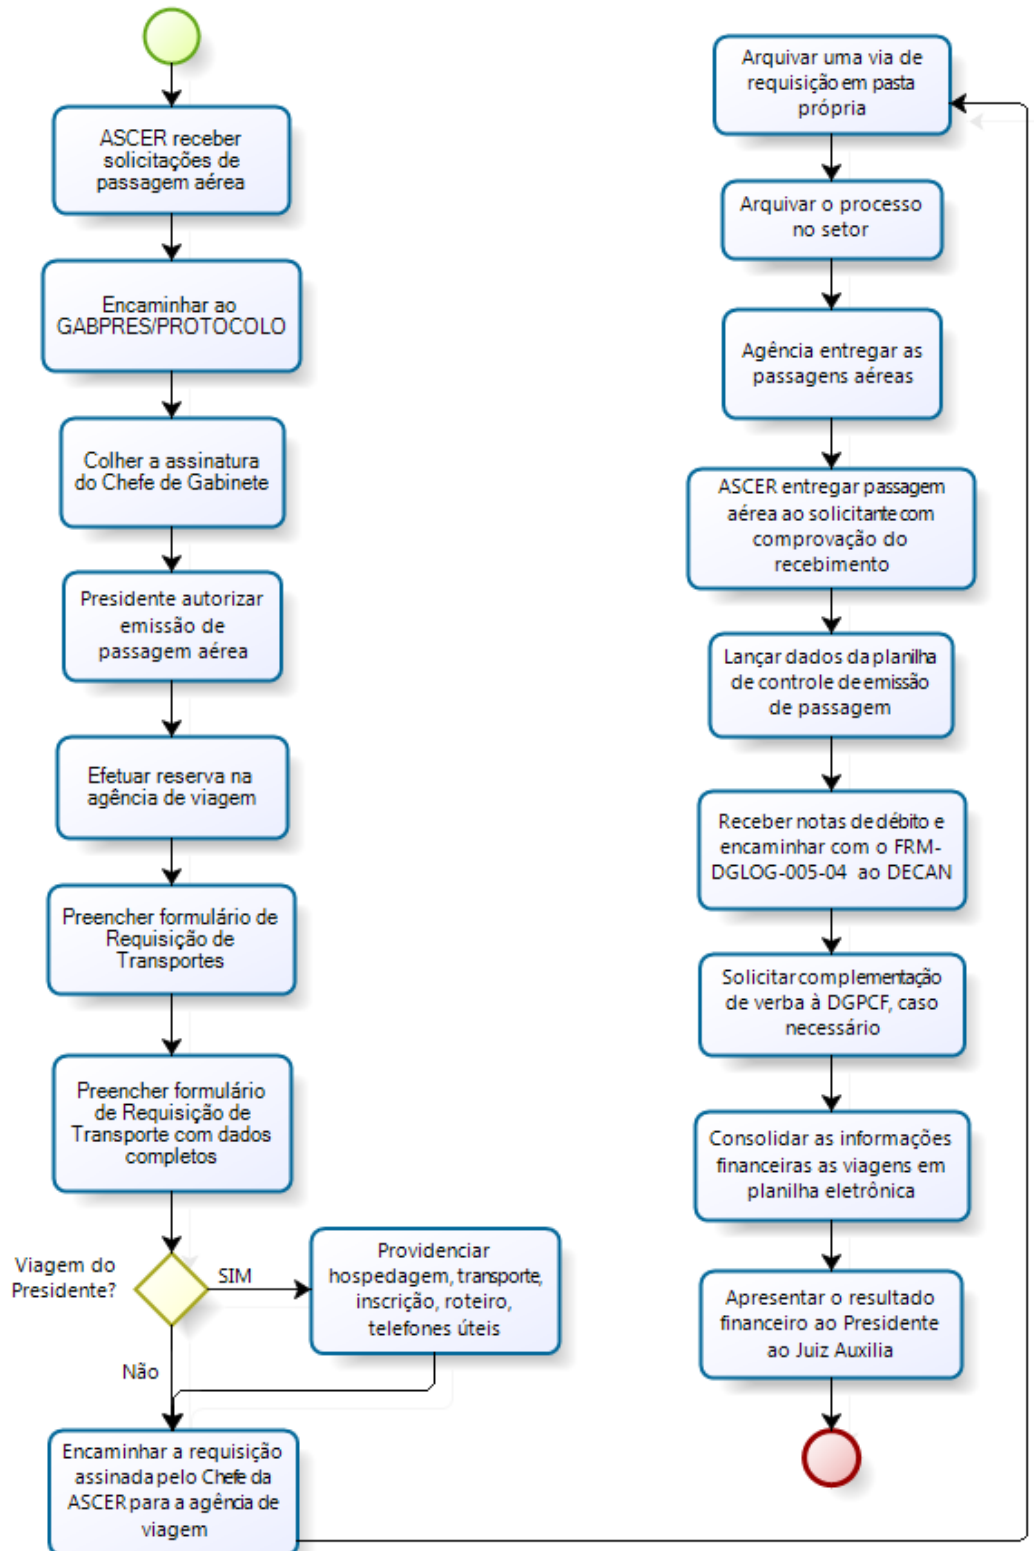 ASCER receber
solicitações de
passagem aérea
Encaminhar ao
GABPRES/PROTOCOLO
Colher a assinatura
do Chefe de Gabinete
Presidente autorizar
emissão de
passagem aérea
Efetuar reserva na
agência de viagem
Preencher formulário de
Requisição de
Transportes
Preencher formulário
de Requisição de
Transporte com dados
completos
Viagem do
Presidente?
SIM
Providenciar
hospedagem, transporte,
inscrição, roteiro,
telefones úteis
Não
Encaminhar a requisição
assinada pelo Chefe da
ASCER para a agência de
viagem
Arquivar uma via de
requisição em pasta
própria
Arquivar o processo
no setor
Agência entregar as
passagens aéreas
ASCER entregar passagem
aérea ao solicitante com
comprovação do
recebimento
Lançar dados da planilha
de controle de emissão
de passagem
Receber notas de débito e
encaminhar com o FRM-
DGLOG-005-04 ao DECAN
Solicitar complementação
de verba à DGPCF, caso
necessário
Consolidar as informações
financeiras as viagens em
planilha eletrônica
Apresentar o resultado
financeiro ao Presidente
ao Juiz Auxilia